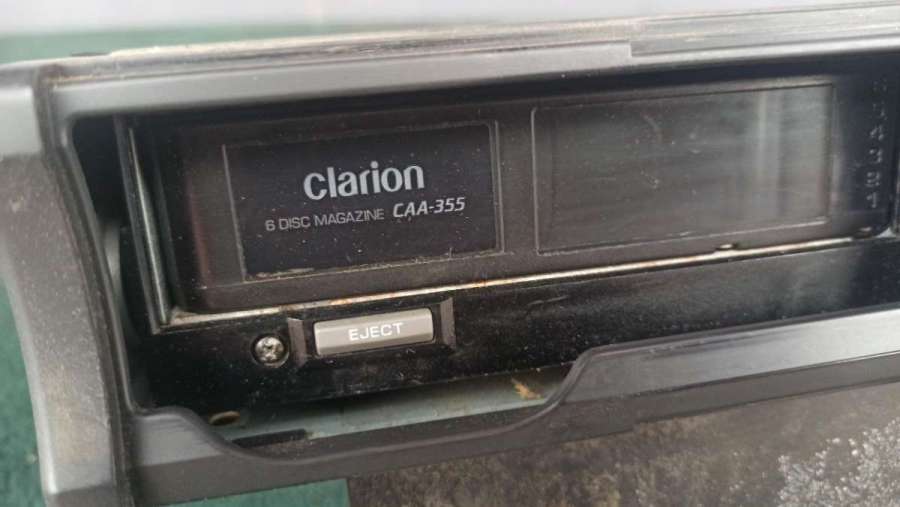 clarion
6 DISC MAGAZINE CAA-355
EJECT